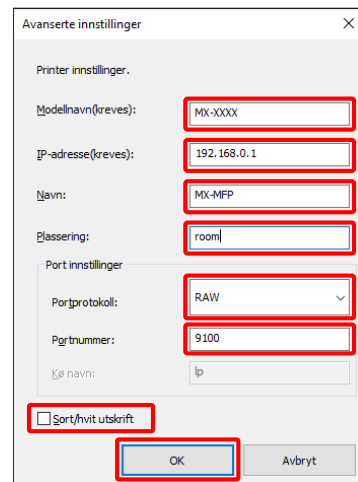 Avanserte innstillinger
Printer innstillinger.
Modellnavn(kreves): MX-XXXX
IP-adresse(kreves): 192.168.0.1
Navn: MX-MFP
Plassering: room
Port innstillinger
Portprotokoll: RAW
Portnummer: 9100
Kø navn: lp
Sort/hvit utskrift
OK Avbryt